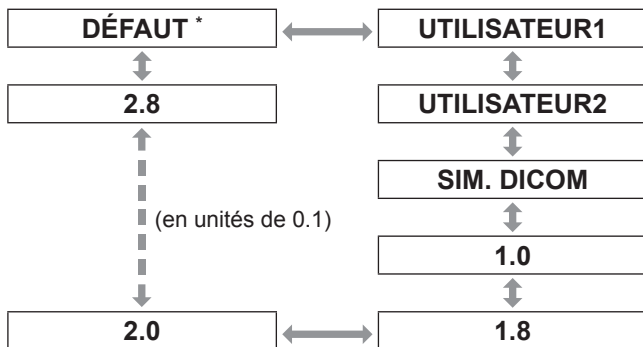 DÉFAUT * UTILISATEUR1
2.8 UTILISATEUR2
SIM. DICOM
(en unités de 0.1)
1.0
2.0 1.8